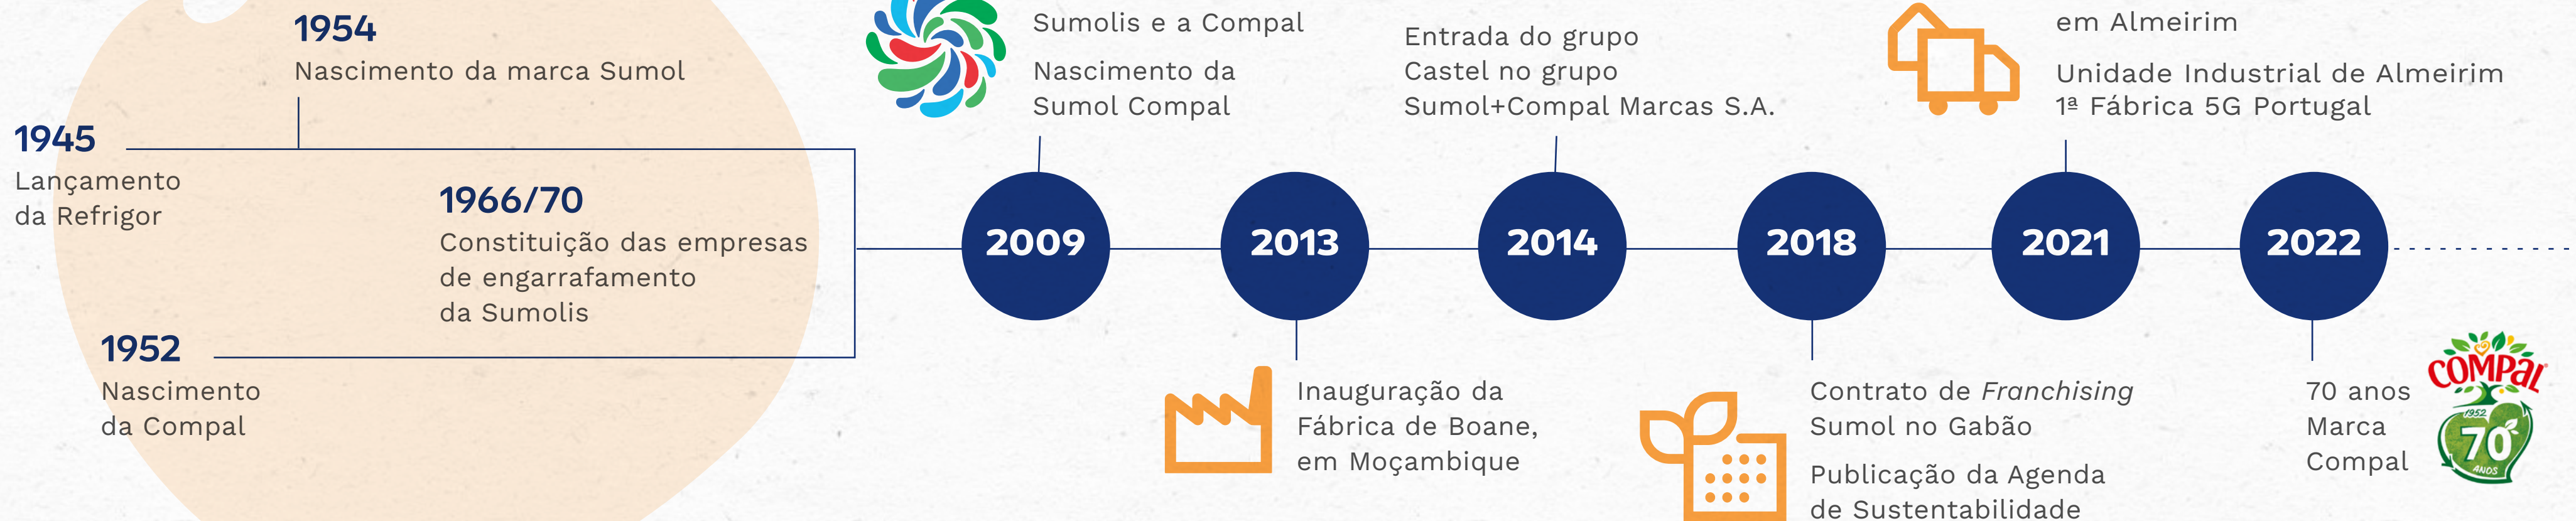 1954
Nascimento da marca Sumol
1945
Lançamento
da Refrigor
1966/70
Constituição das empresas
de engarrafamento
da Sumolis
1952
Nascimento
da Compal
Sumolis e a Compal
Nascimento da
Sumol Compal
2009
2013
Inauguração da
Fábrica de Boane,
em Moçambique
Entrada do grupo
Castel no grupo
Sumol+Compal Marcas S.A.
2014
2018
Contrato de Franchising
Sumol no Gabão
Publicação da Agenda
de Sustentabilidade
em Almeirim
Unidade Industrial de Almeirim
1ª Fábrica 5G Portugal
2021
2022
70 anos
Marca
Compal
COMPAL
1952
70
ANOS